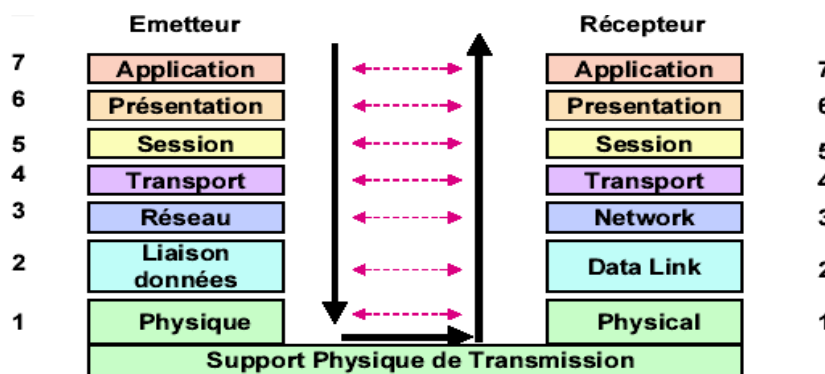 Emetteur Récepteur
7 Application Application 7
6 Présentation Presentation 6
5 Session Session 5
4 Transport Transport 4
3 Réseau Network 3
2 Liaison données Data Link 2
1 Physique Physical 1
Support Physique de Transmission